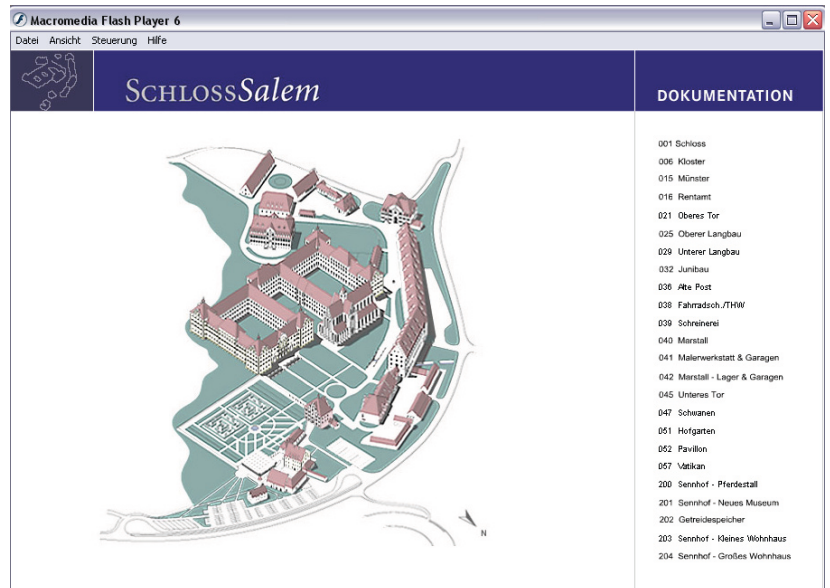 Macromedia Flash Player 6
Datei Ansicht Steuerung Hilfe
SCHLOSSSalem
DOKUMENTATION
001 Schloss
006 Kloster
015 Münster
016 Rentamt
021 Oberes Tor
025 Oberer Langbau
029 Unterer Langbau
032 Junibau
036 Alte Post
038 Fahrradsch./THW
039 Schreinerei
040 Marstall
041 Malerwerkstatt & Garagen
042 Marstall - Lager & Garagen
045 Unteres Tor
047 Schwanen
051 Hofgarten
052 Pavillon
057 Vatikan
200 Sennhof - Pferdestall
201 Sennhof - Neues Museum
202 Getreidespeicher
203 Sennhof - Kleines Wohnhaus
204 Sennhof - Großes Wohnhaus
N